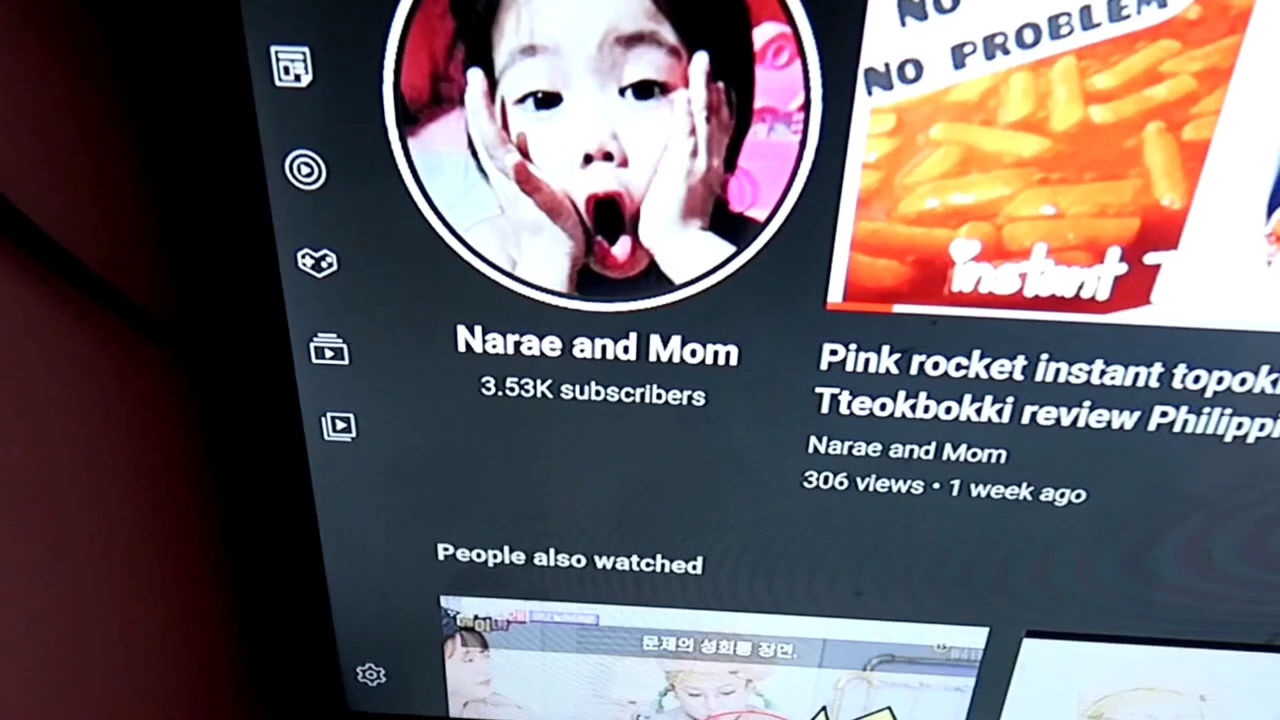 NO
NO PROBLEM
instant T
Narae and Mom
3.53K subscribers
Pink rocket instant topok
Tteokbokki review Philippi
Narae and Mom
306 views • 1 week ago
People also watched
문제의 성희롱 장면,